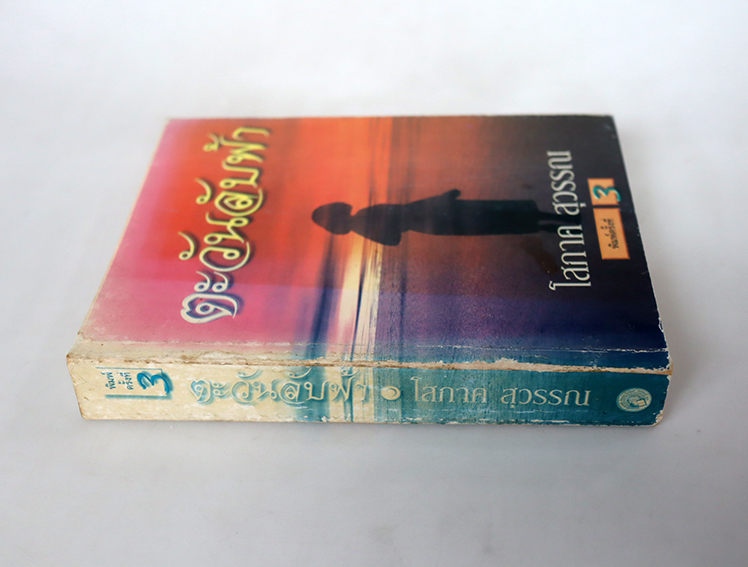 ตะวันลับฟ้า
โสภาค สุวรรณ
พิมพ์ครั้งที่ 3
พิมพ์
ครั้งที่
3
ตะวันลับฟ้า • โสภาค สุวรรณ